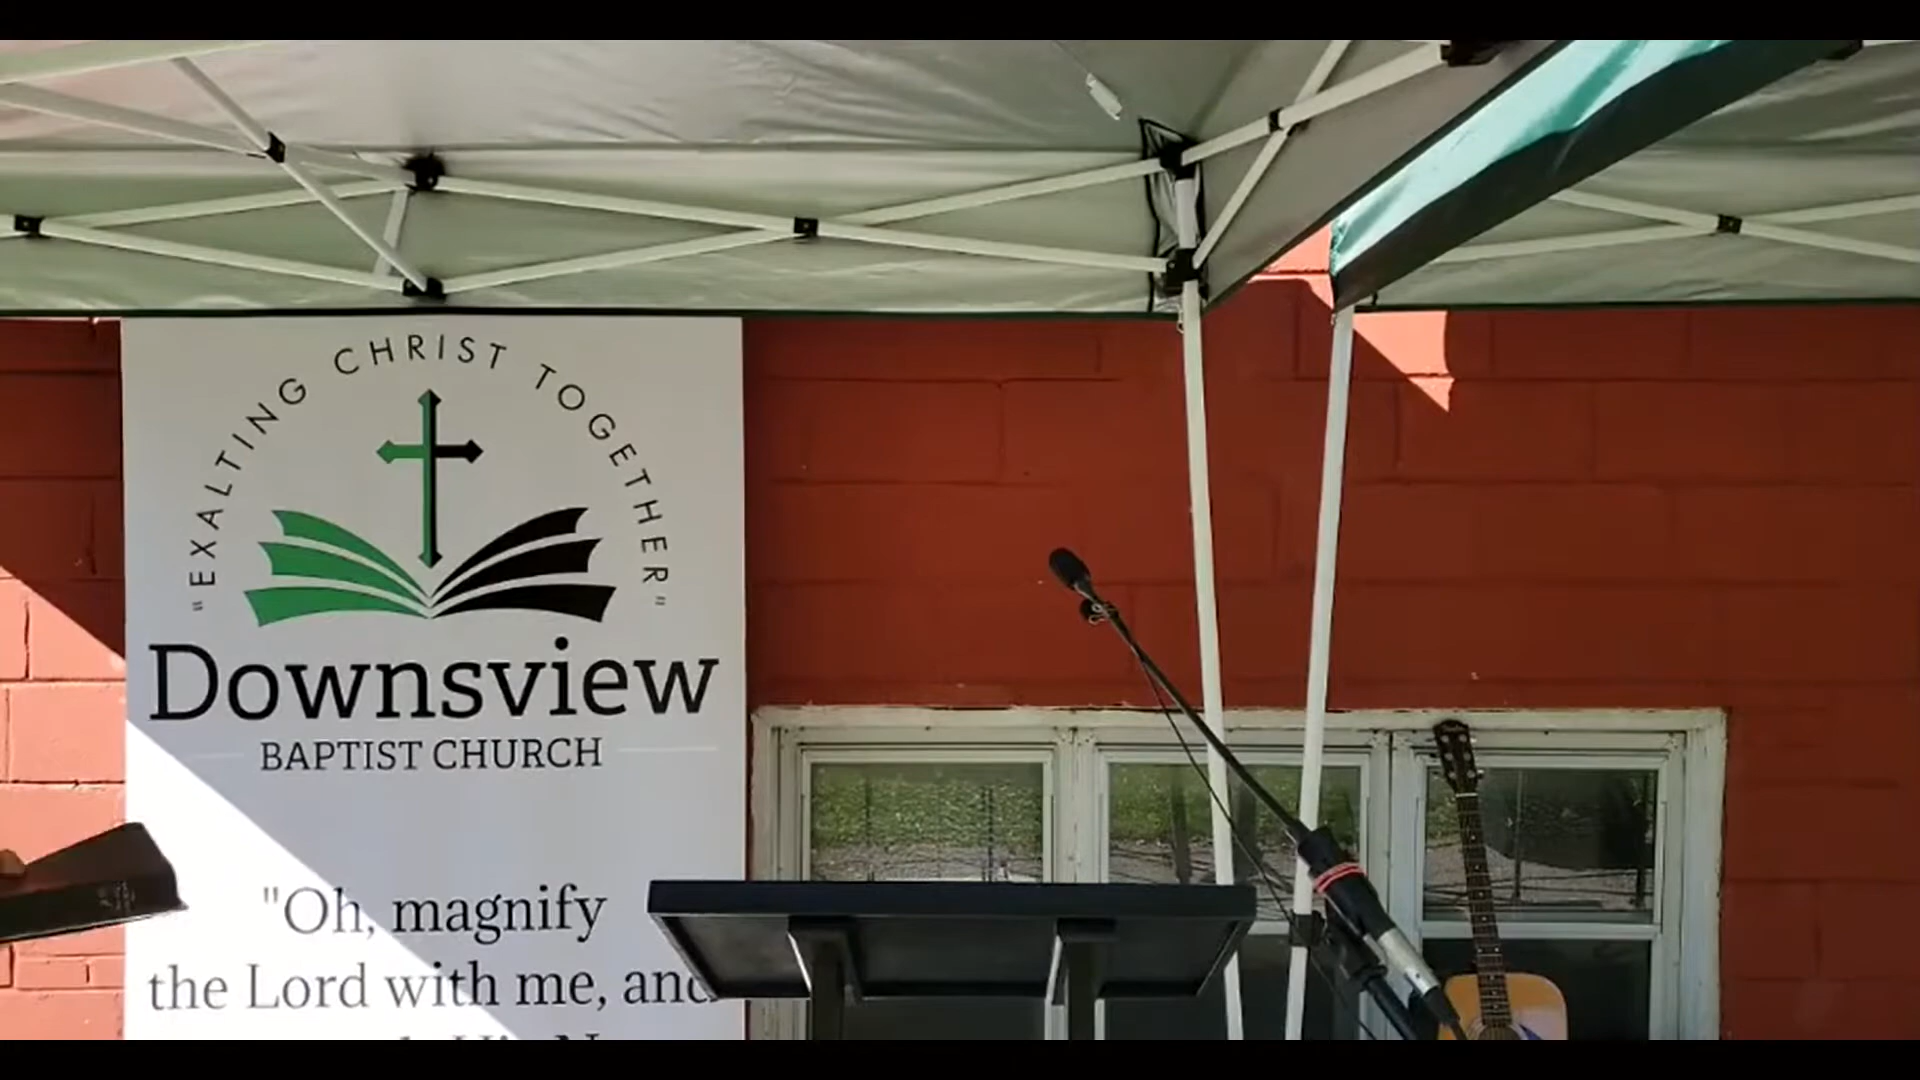 "EXALTING CHRIST TOGETHER"
Downsview
BAPTIST CHURCH
"Oh, magnify
the Lord with me, and